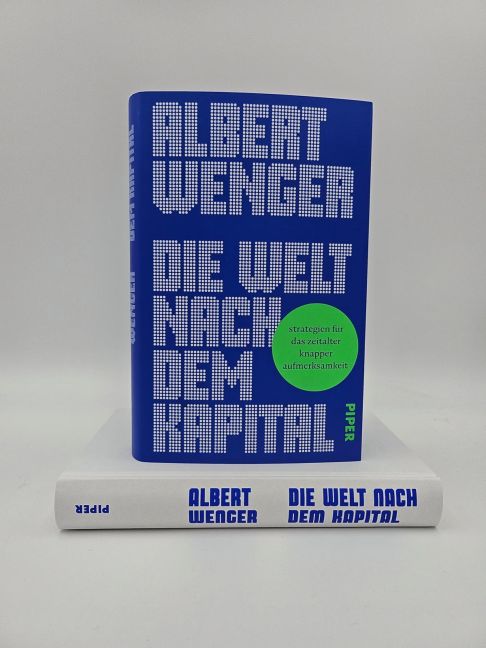 ALBERT
WENGER
DIE WELT
NACH
DEM
KAPITAL
strategien für
das zeitalter
knapper
aufmerksamkeit
PIPER
WENGER
DEM KAPITAL
PIPER
ALBERT
WENGER
DIE WELT NACH
DEM KAPITAL